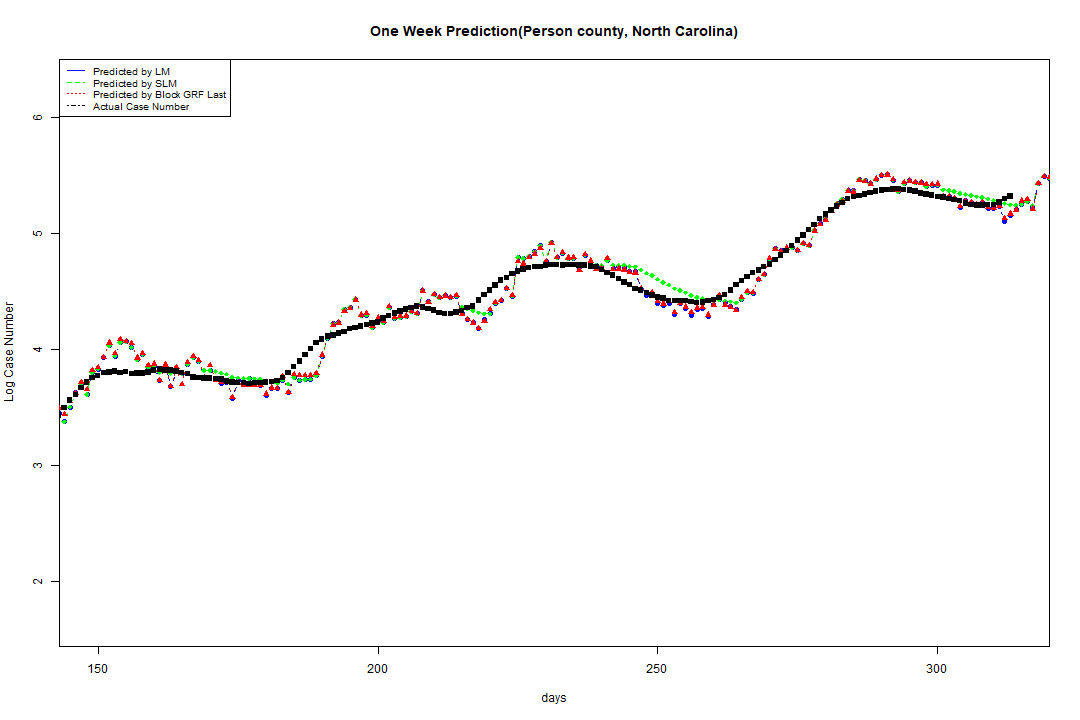 One Week Prediction(Person county, North Carolina)
Predicted by LM
Predicted by SLM
Predicted by Block GRF Last
Actual Case Number
6
5
4
3
2
Log Case Number
150 200 250 300
days